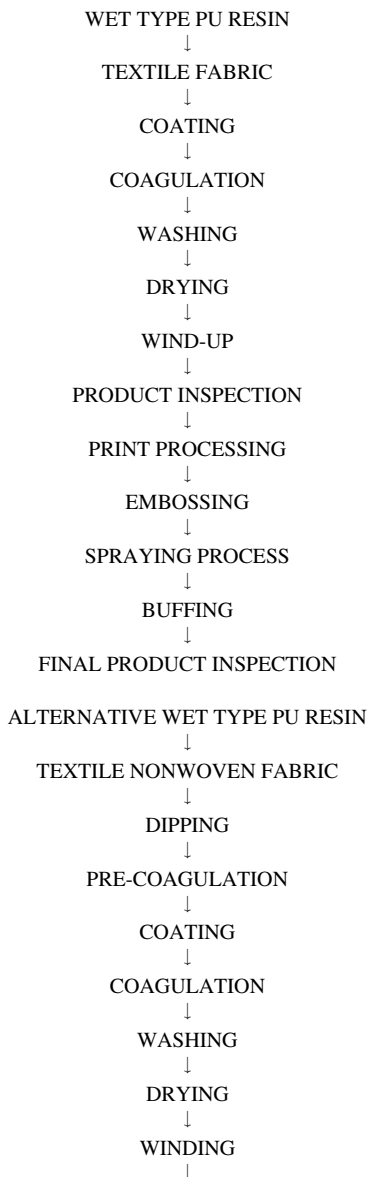 WET TYPE PU RESIN
↓
TEXTILE FABRIC
↓
COATING
↓
COAGULATION
↓
WASHING
↓
DRYING
↓
WIND-UP
↓
PRODUCT INSPECTION
↓
PRINT PROCESSING
↓
EMBOSSING
↓
SPRAYING PROCESS
↓
BUFFING
↓
FINAL PRODUCT INSPECTION
ALTERNATIVE WET TYPE PU RESIN
↓
TEXTILE NONWOVEN FABRIC
↓
DIPPING
↓
PRE-COAGULATION
↓
COATING
↓
COAGULATION
↓
WASHING
↓
DRYING
↓
WINDING